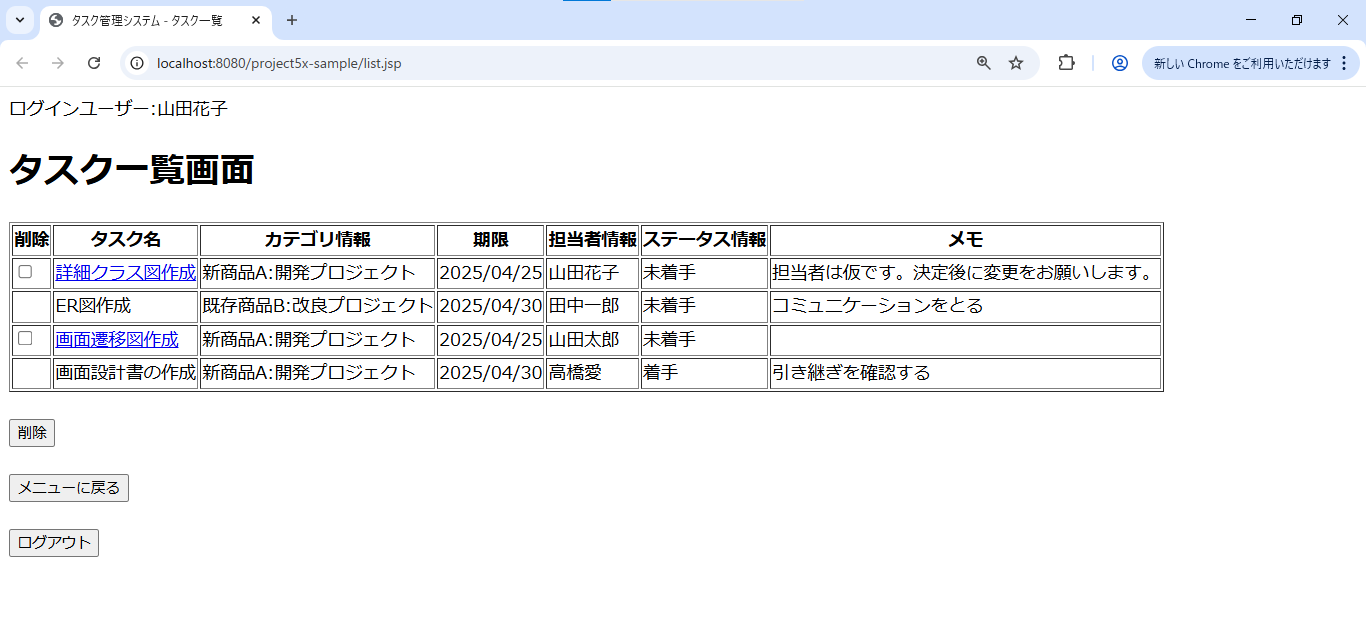 タスク管理システム - タスク一覧
localhost:8080/project5x-sample/list.jsp
新しい Chrome をご利用いただけます
ログインユーザー:山田花子
タスク一覧画面
削除 タスク名 カテゴリ情報 期限 担当者情報 ステータス情報 メモ
詳細クラス図作成 新商品A:開発プロジェクト 2025/04/25 山田花子 未着手 担当者は仮です。決定後に変更をお願いします。
ER図作成 既存商品B:改良プロジェクト 2025/04/30 田中一郎 未着手 コミュニケーションをとる
画面遷移図作成 新商品A:開発プロジェクト 2025/04/25 山田太郎 未着手
画面設計書の作成 新商品A:開発プロジェクト 2025/04/30 高橋愛 着手 引き継ぎを確認する
削除
メニューに戻る
ログアウト